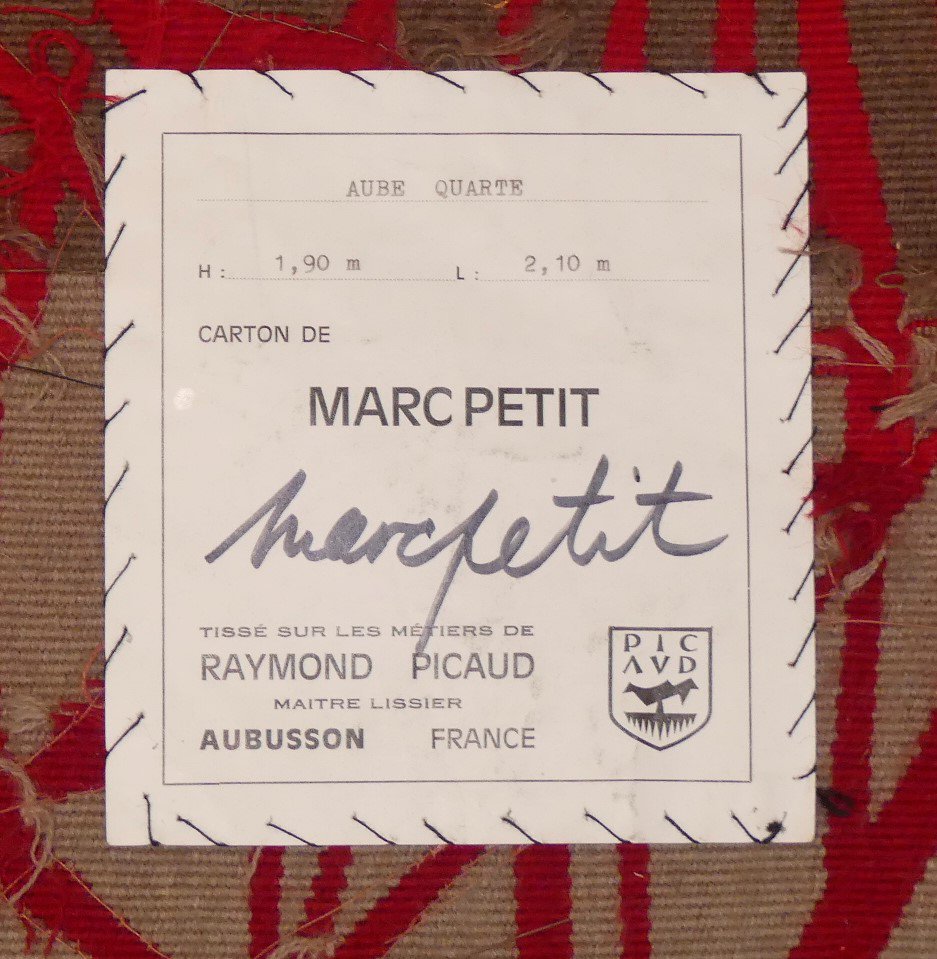 AUBE QUARTE
H: 1,90 m L: 2,10 m
CARTON DE
MARC PETIT
marcpetit
TISSÉ SUR LES MÉTIERS DE
RAYMOND PICAUD
MAITRE LISSIER
AUBUSSON FRANCE
PIC
AVD